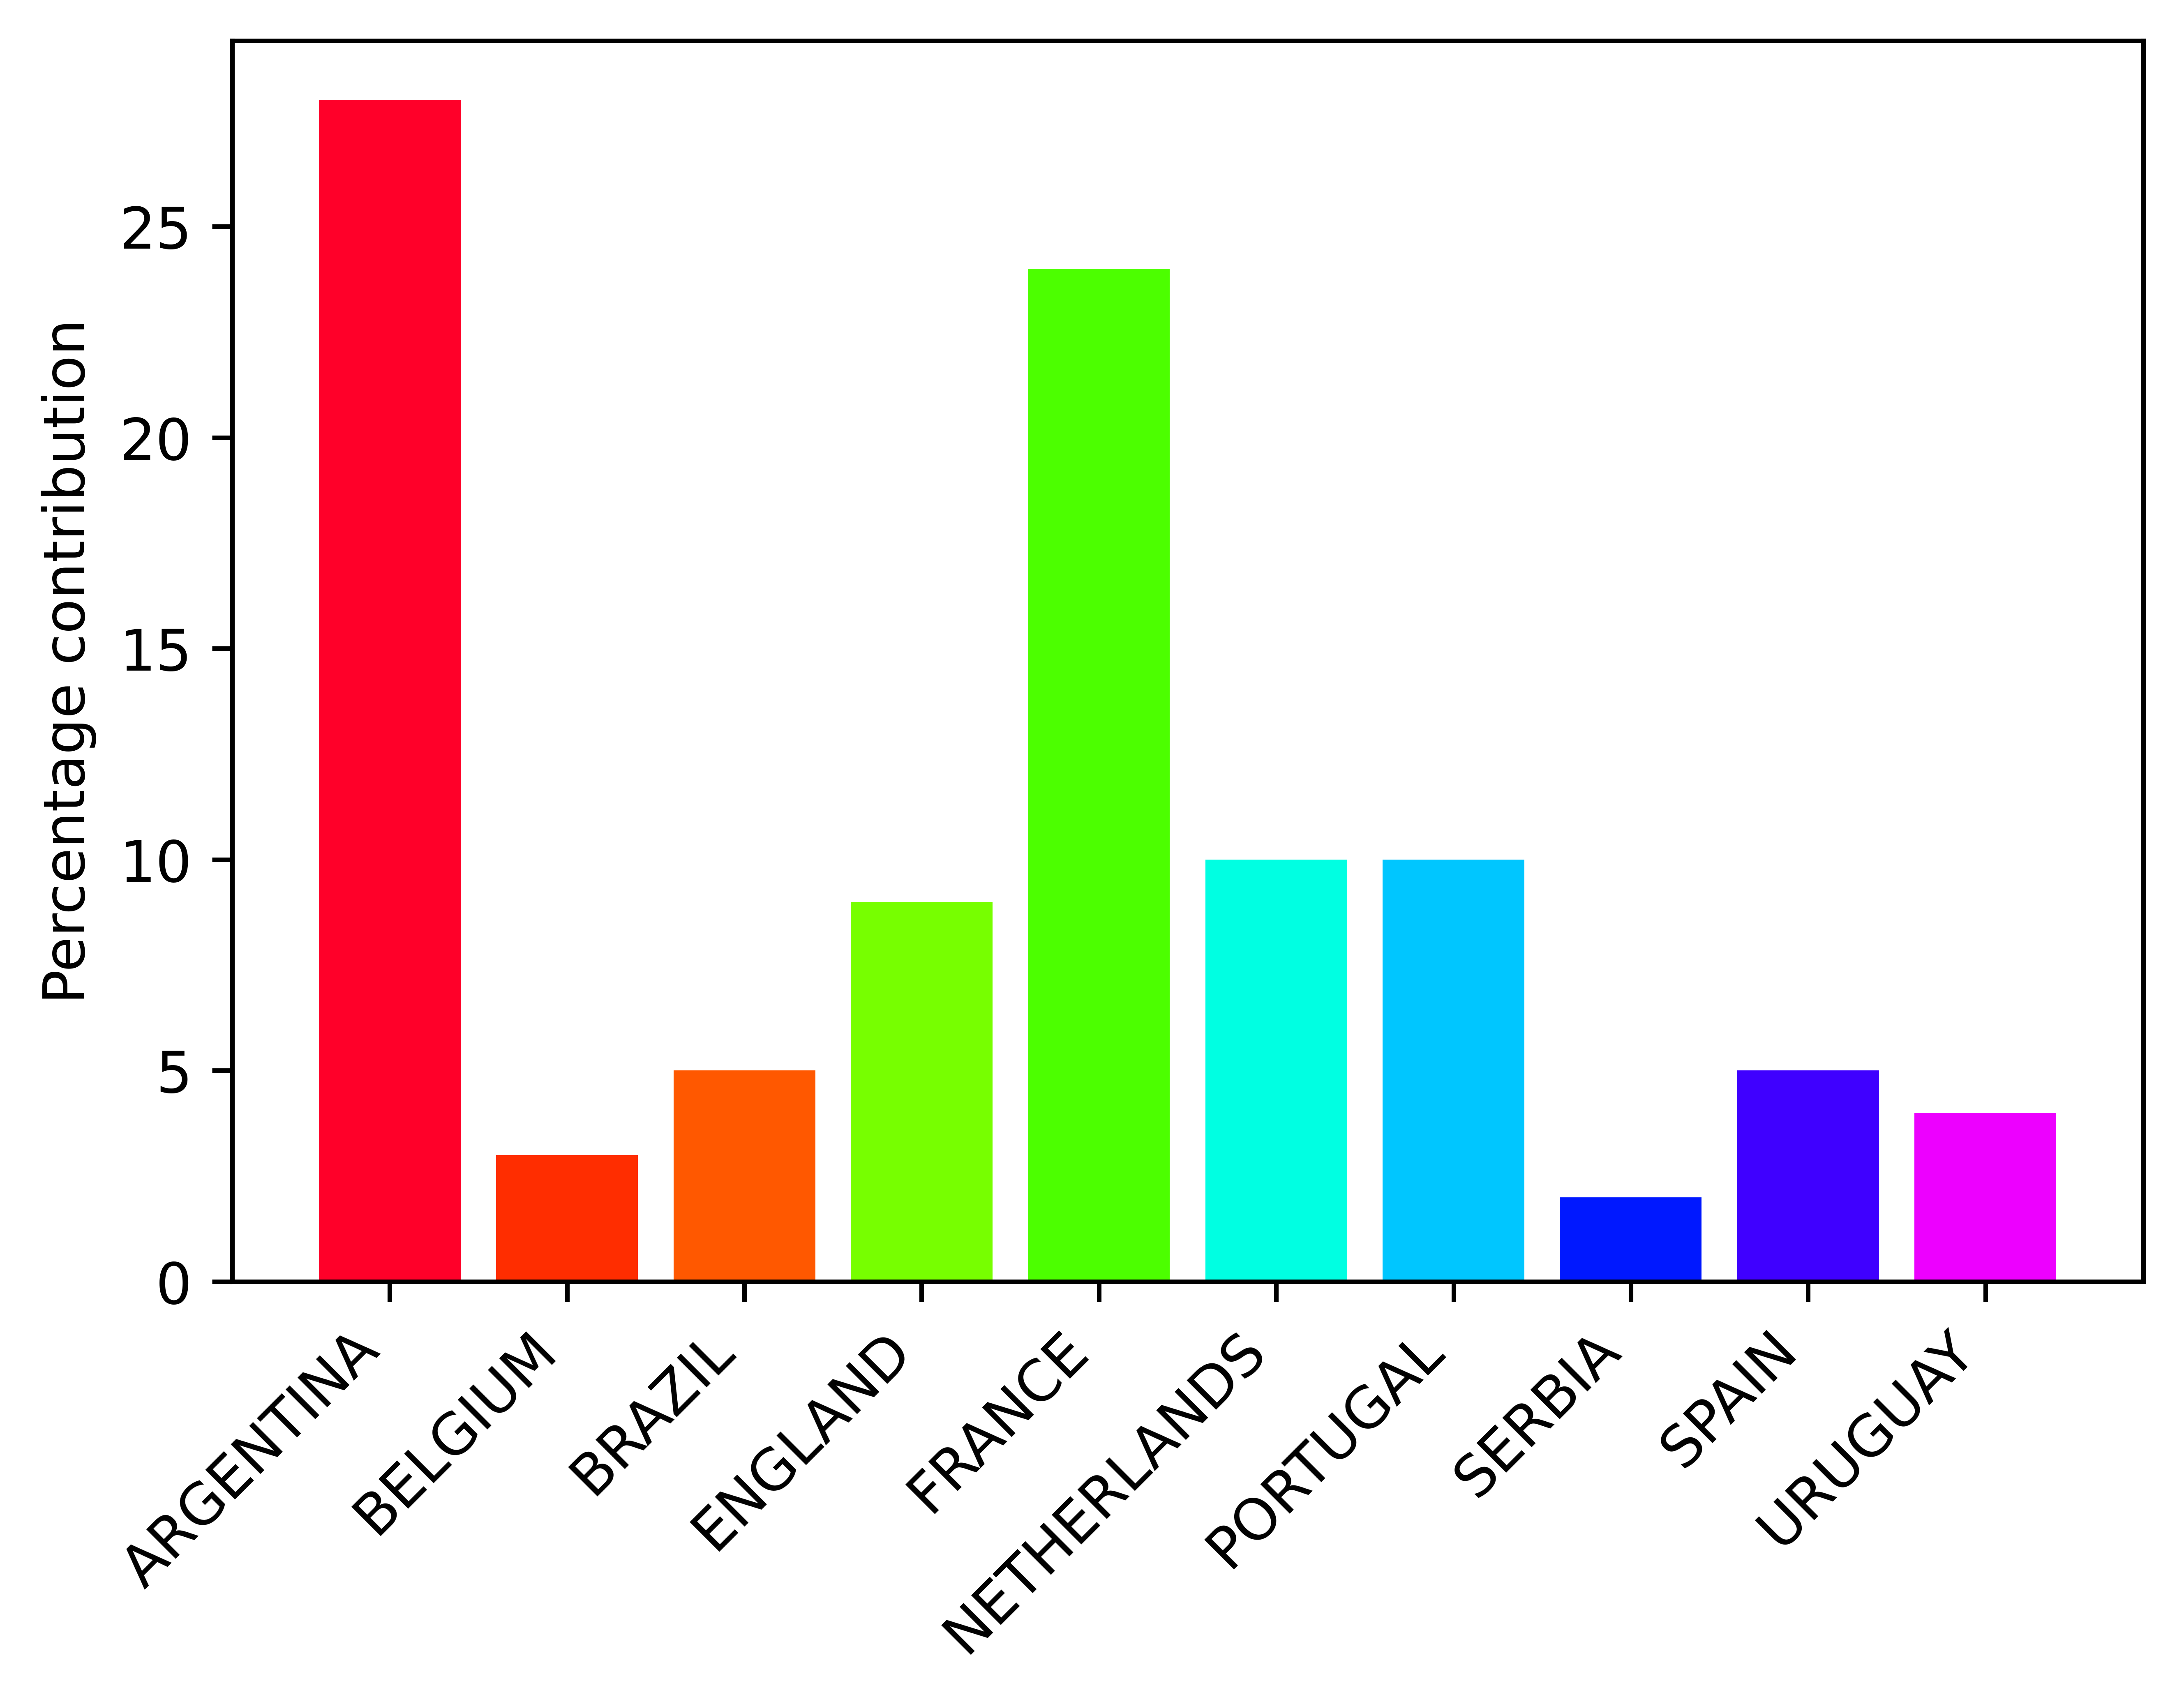 Percentage contribution
25
20
15
10
5
0
ARGENTINA
BELGIUM
BRAZIL
ENGLAND
FRANCE
NETHERLANDS
PORTUGAL
SERBIA
SPAIN
URUGUAY